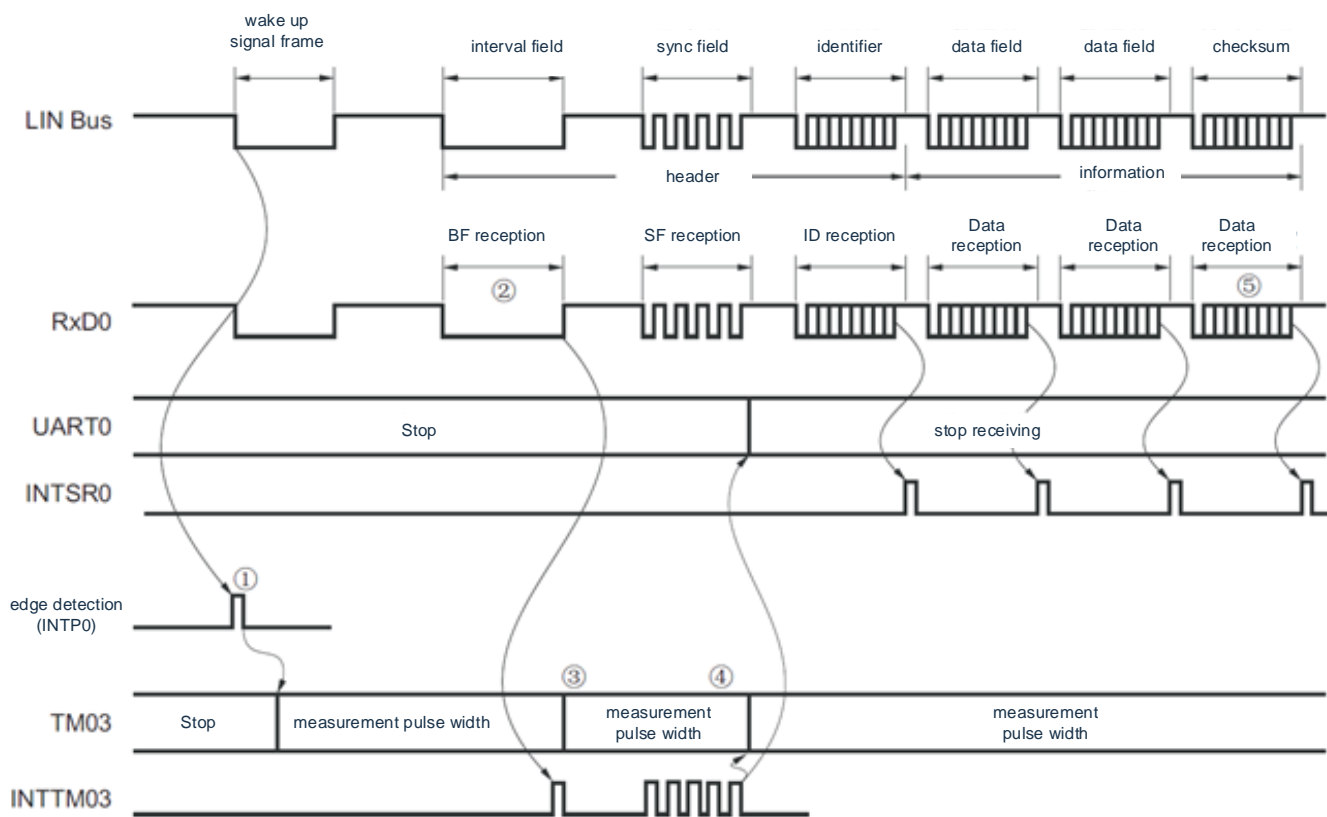 wake up
signal frame
interval field
sync field
identifier
data field
data field
checksum
LIN Bus
header
information
BF reception
SF reception
ID reception
Data
reception
Data
reception
Data
reception
②
⑤
RxD0
UART0
Stop
stop receiving
INTSR0
①
edge detection
(INTP0)
③
④
TM03
Stop
measurement pulse width
measurement
pulse width
measurement
pulse width
INTTM03